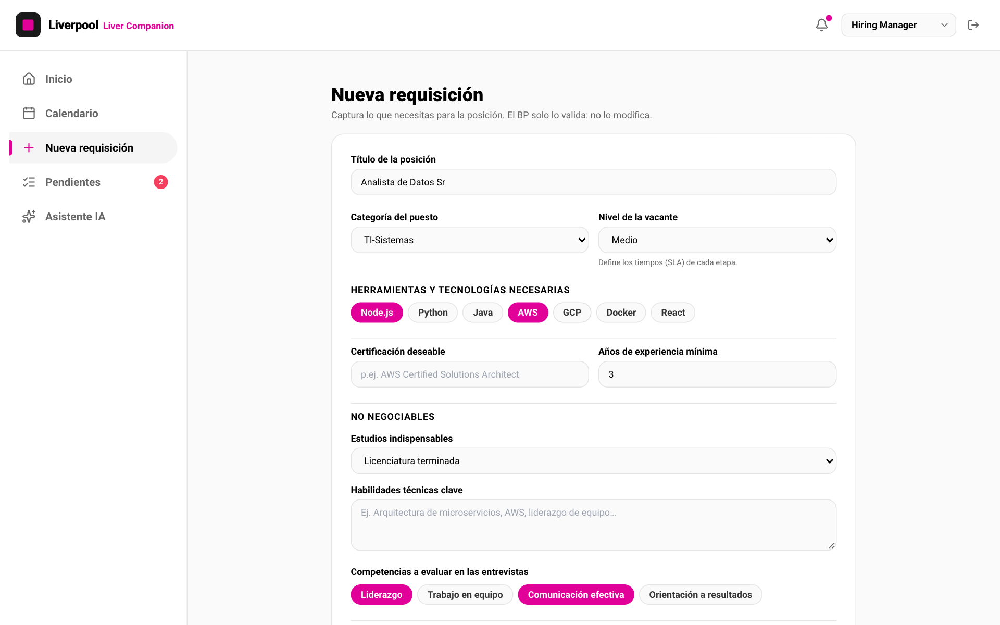 Liverpool Liver Companion
Hiring Manager
Inicio
Calendario
Nueva requisición
Pendientes 2
Asistente IA
Nueva requisición
Captura lo que necesitas para la posición. El BP solo lo valida: no lo modifica.
Título de la posición
Analista de Datos Sr
Categoría del puesto
TI-Sistemas
Nivel de la vacante
Medio
Define los tiempos (SLA) de cada etapa.
HERRAMIENTAS Y TECNOLOGÍAS NECESARIAS
Node.js Python Java AWS GCP Docker React
Certificación deseable
p.ej. AWS Certified Solutions Architect
Años de experiencia mínima
3
NO NEGOCIABLES
Estudios indispensables
Licenciatura terminada
Habilidades técnicas clave
Ej. Arquitectura de microservicios, AWS, liderazgo de equipo...
Competencias a evaluar en las entrevistas
Liderazgo Trabajo en equipo Comunicación efectiva Orientación a resultados